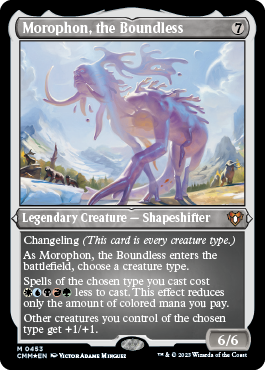 Morophon, the Boundless 7
Legendary Creature — Shapeshifter
Changeling (This card is every creature type.)
As Morophon, the Boundless enters the
battlefield, choose a creature type.
Spells of the chosen type you cast cost
less to cast. This effect reduces
only the amount of colored mana you pay.
Other creatures you control of the chosen
type get +1/+1.
6/6
M 0453
CMM★EN VICTOR ADAME MINGUEZ ™ & © 2023 Wizards of the Coast